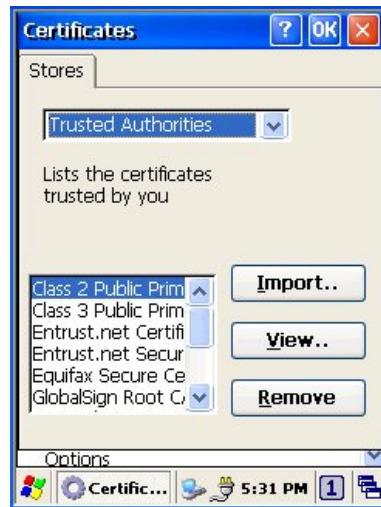 Certificates ? OK
Stores
Trusted Authorities
Lists the certificates
trusted by you
Class 2 Public Prim
Class 3 Public Prim
Entrust.net Certifi
Entrust.net Secur
Equifax Secure Ce
GlobalSign Root
Import..
View..
Remove
Options
Certific... 5:31 PM 1